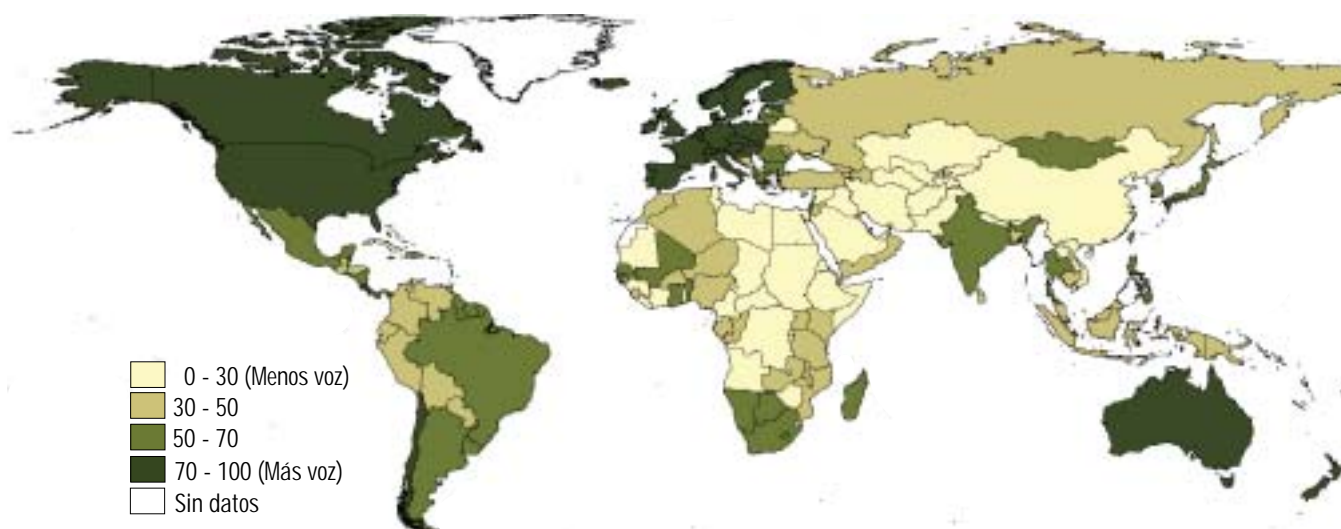 0 - 30 (Menos voz)
30 - 50
50 - 70
70 - 100 (Más voz)
Sin datos